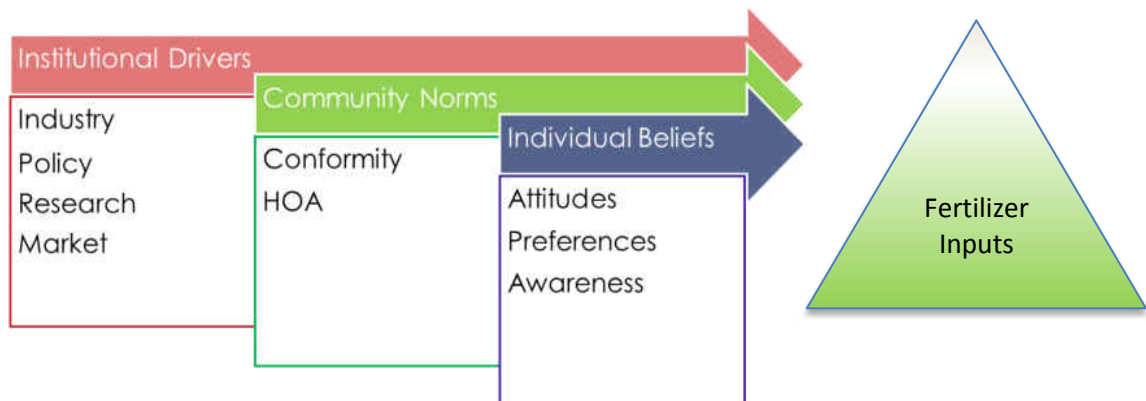 Institutional Drivers
Industry
Policy
Research
Market
Community Norms
Conformity
HOA
Individual Beliefs
Attitudes
Preferences
Awareness
Fertilizer
Inputs